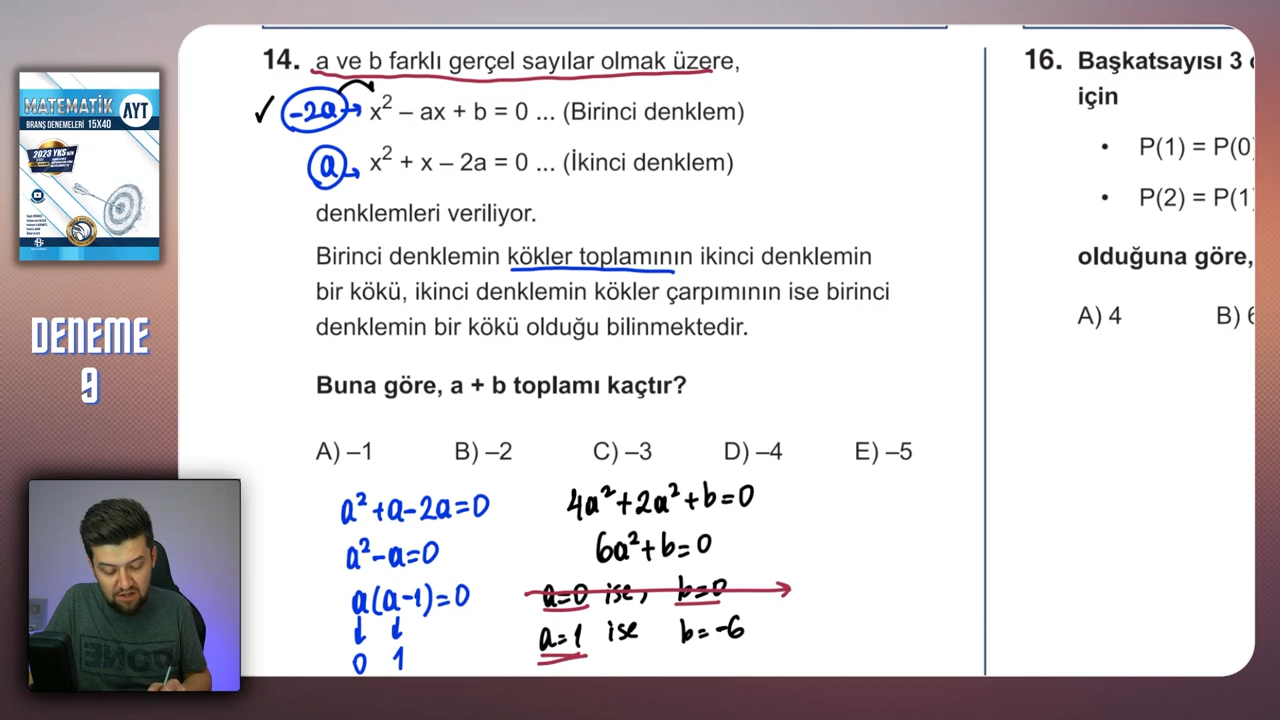 MATEMATİK AYT
BRANŞ DENEMELERİ 15X40
2023 YKS'NİN
DENEME
9
14. a ve b farklı gerçel sayılar olmak üzere,
✓ -2a → x² – ax + b = 0 ... (Birinci denklem)
a → x² + x – 2a = 0 ... (İkinci denklem)
denklemleri veriliyor.
Birinci denklemin kökler toplamının ikinci denklemin
bir kökü, ikinci denklemin kökler çarpımının ise birinci
denklemin bir kökü olduğu bilinmektedir.
Buna göre, a + b toplamı kaçtır?
A) –1 B) –2 C) –3 D) –4 E) –5
a²+a-2a=0
a²-a=0
a(a-1)=0
↓ ↓
0 1
4a²+2a²+b=0
6a²+b=0
a=0 ise, b=0
a=1 ise b=-6
16. Başkatsayısı 3
için
• P(1) = P(0)
• P(2) = P(1)
olduğuna göre,
A) 4 B)